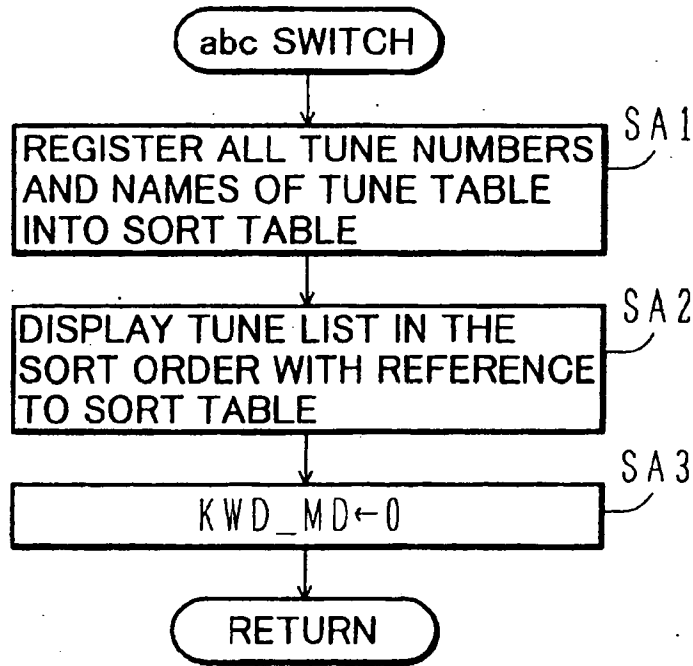 abc SWITCH
SA1
REGISTER ALL TUNE NUMBERS
AND NAMES OF TUNE TABLE
INTO SORT TABLE
SA2
DISPLAY TUNE LIST IN THE
SORT ORDER WITH REFERENCE
TO SORT TABLE
SA3
KWD_MD←0
RETURN